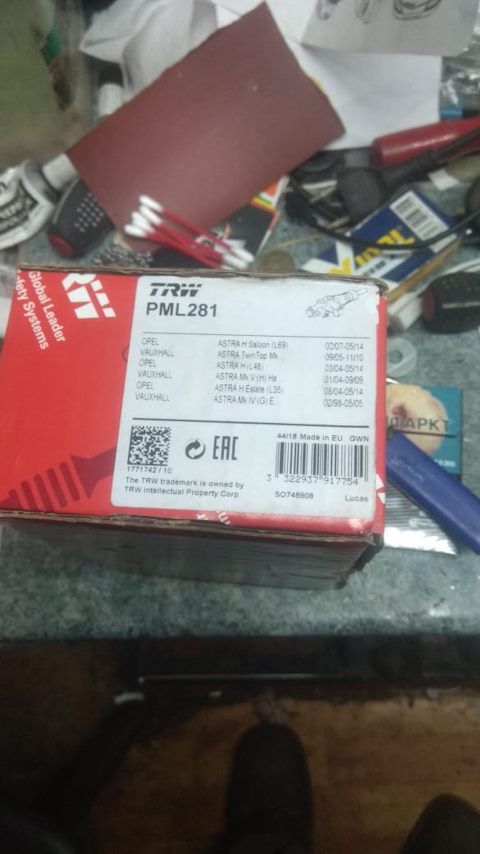 TRW
PML281
OPEL ASTRA H Saloon (L69) 02/07-05/14
VAUXHALL ASTRA TwinTop Mk. 09/05-11/10
OPEL ASTRA H (L48) 03/04-05/14
VAUXHALL ASTRA Mk V (H) Ha 01/04-09/09
OPEL ASTRA H Estate (L35) 08/04-05/14
VAUXHALL ASTRA Mk IV (G) E. 02/98-05/05
EAC
44/18 Made in EU GWN
1771742/10
3 322937 917754
The TRW trademark is owned by
TRW Intellectual Property Corp.
SO748908
Lucas
TRW
Global Leader
Safety Systems